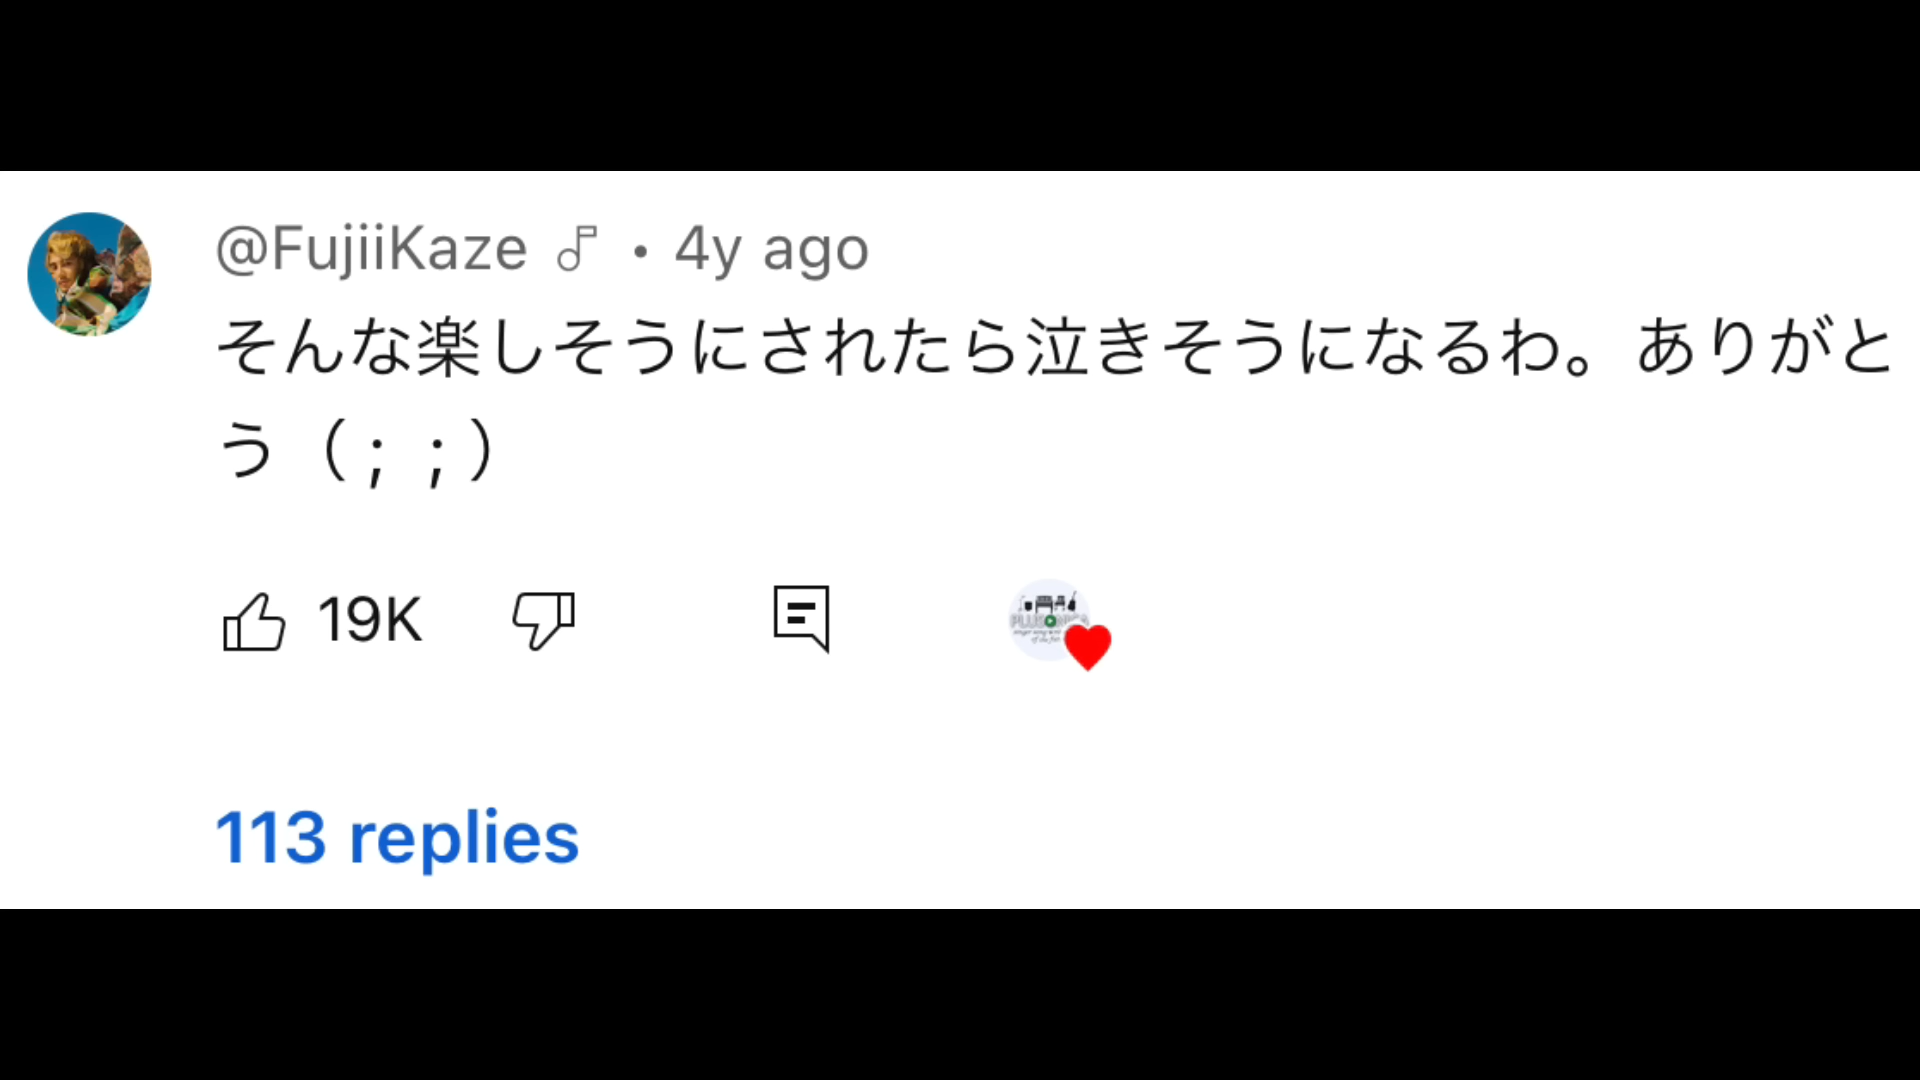 @FujiiKaze • 4y ago
そんな楽しそうにされたら泣きそうになるわ。ありがと
う（；；）
19K
113 replies